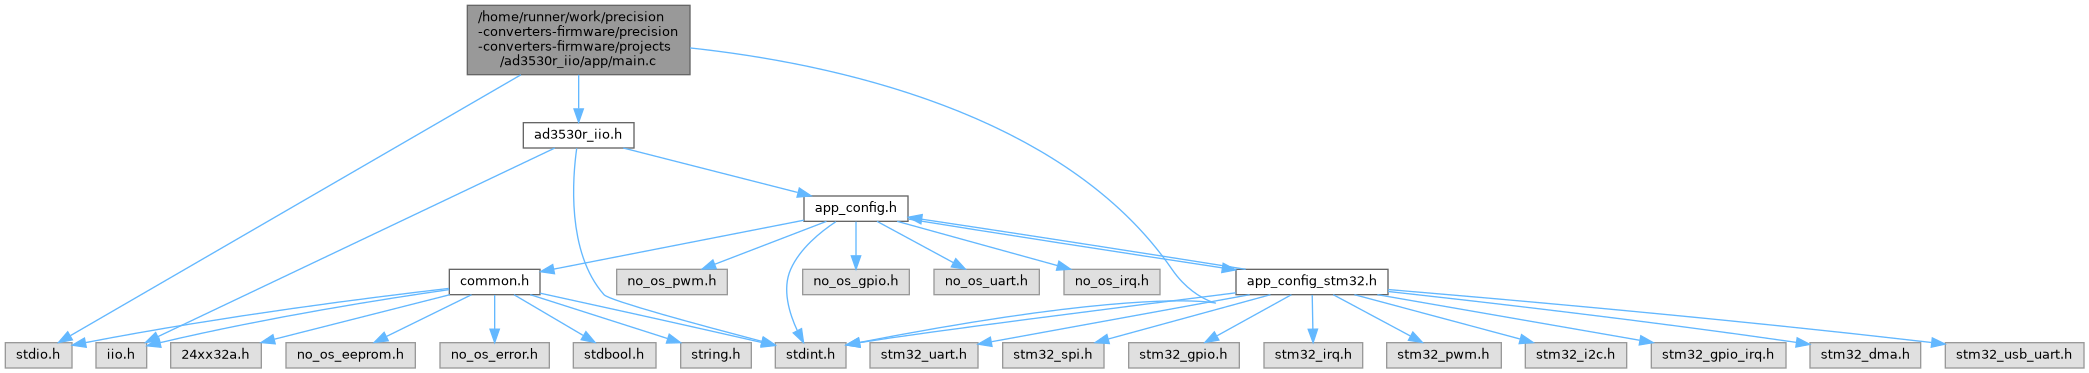 /home/runner/work/precision
-converters-firmware/precision
-converters-firmware/projects
/ad3530r_iio/app/main.c
ad3530r_iio.h
app_config.h
common.h
no_os_pwm.h
no_os_gpio.h
no_os_uart.h
no_os_irq.h
app_config_stm32.h
stdio.h
iio.h
24xx32a.h
no_os_eeprom.h
no_os_error.h
stdbool.h
string.h
stdint.h
stm32_uart.h
stm32_spi.h
stm32_gpio.h
stm32_irq.h
stm32_pwm.h
stm32_i2c.h
stm32_gpio_irq.h
stm32_dma.h
stm32_usb_uart.h